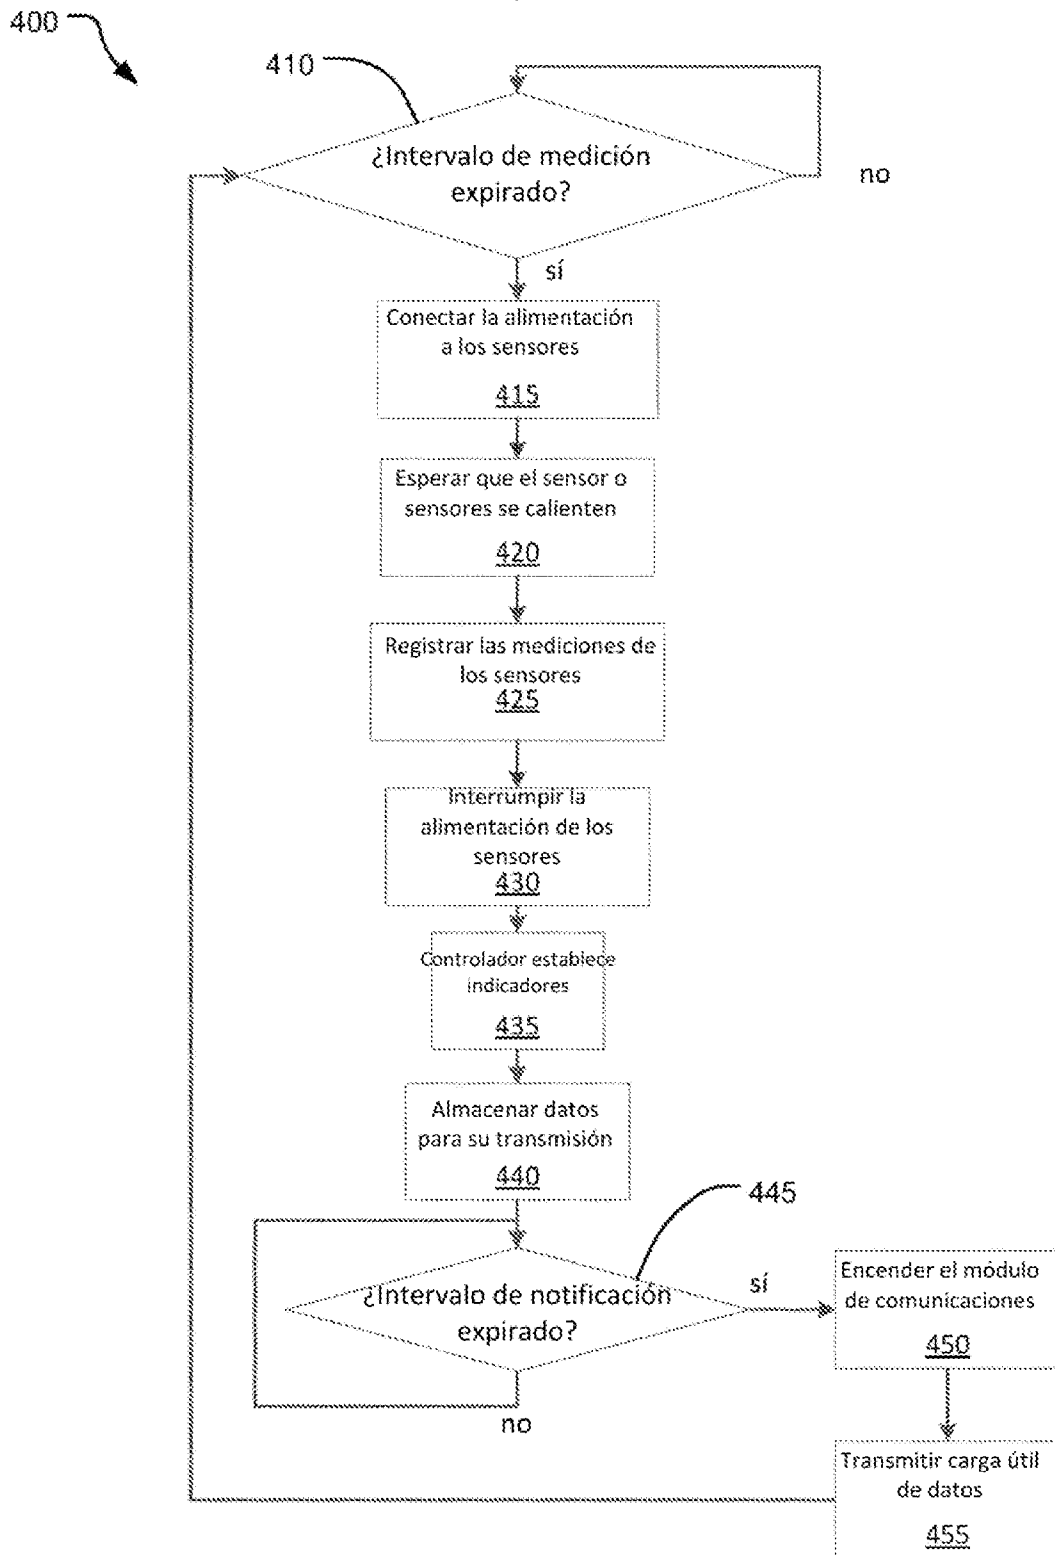 400
410
¿Intervalo de medición
expirado?
no
sí
Conectar la alimentación
a los sensores
415
Esperar que el sensor o
sensores se calienten
420
Registrar las mediciones de
los sensores
425
Interrumpir la
alimentación de los
sensores
430
Controlador establece
indicadores
435
Almacenar datos
para su transmisión
440
445
¿Intervalo de notificación
expirado?
sí
no
Encender el módulo
de comunicaciones
450
Transmitir carga útil
de datos
455